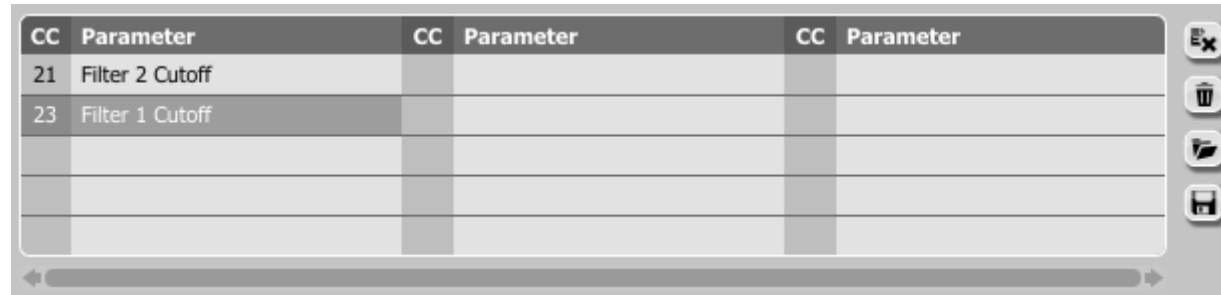 CC Parameter CC Parameter CC Parameter
21 Filter 2 Cutoff
23 Filter 1 Cutoff